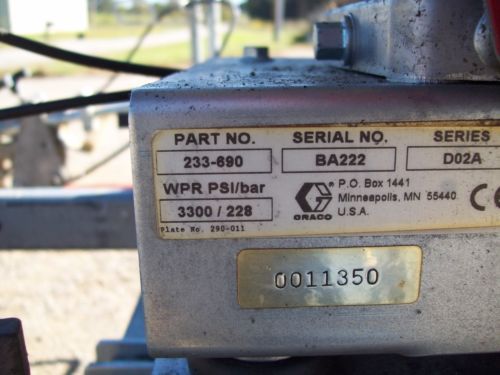 PART NO. SERIAL NO. SERIES
233-690 BA222 D02A
WPR PSI/bar
3300 / 228
GRACO
P.O. Box 1441
Minneapolis, MN 55440
U.S.A.
CE
Plate No. 290-011
0011350